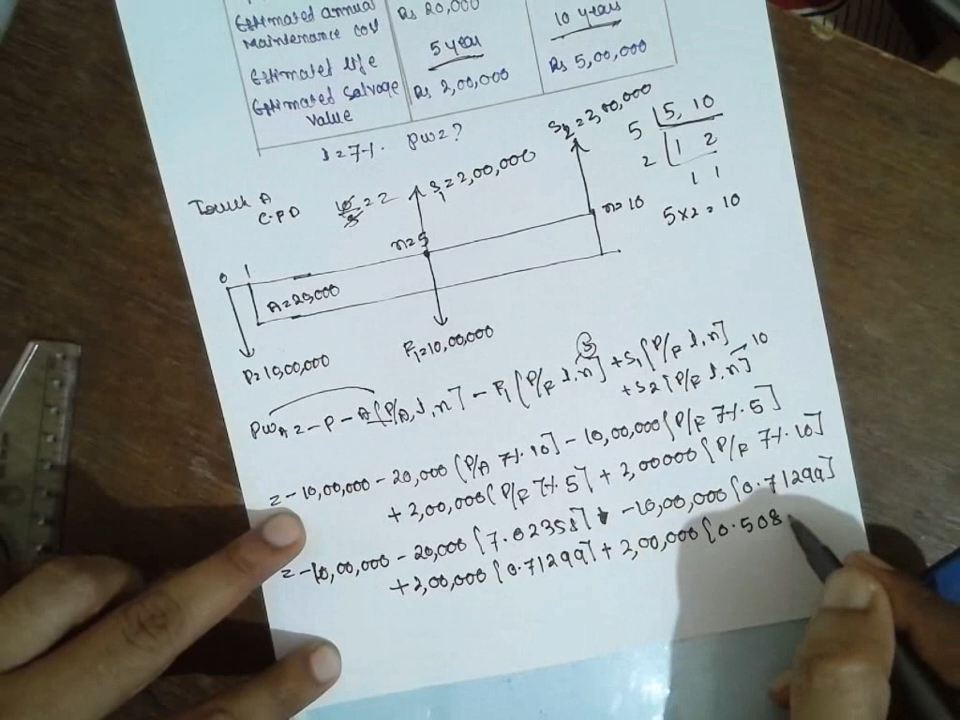 Estimated annual Rs 20,000
Maintenance cost
5 year 10 years
Estimated life
Estimated Salvage Rs 2,00,000 Rs 5,00,000
Value
i=7%. PW=?
S2=2,00,000
5 | 5, 10
2 | 1 2
1 1
5x2=10
A
C.F.D 10/5=2 S1=2,00,000
n=5 n=10
0 1
A=20,000
P=10,00,000 P1=10,00,000
5
PWA=-P-A[P/A, i, n] - P1[P/F i, n] +S1[P/F i, n]
10
+S2[P/F i, n]
=-10,00,000 - 20,000 [P/A 7%. 10] - 10,00,000[P/F 7%. 5]
+2,00,000[P/F 7%. 5] + 2,00000[P/F 7%. 10]
=-10,00,000 - 20,000 [7.02358] -10,00,000[0.71299]
+2,00,000[0.71299] + 2,00,000[0.508